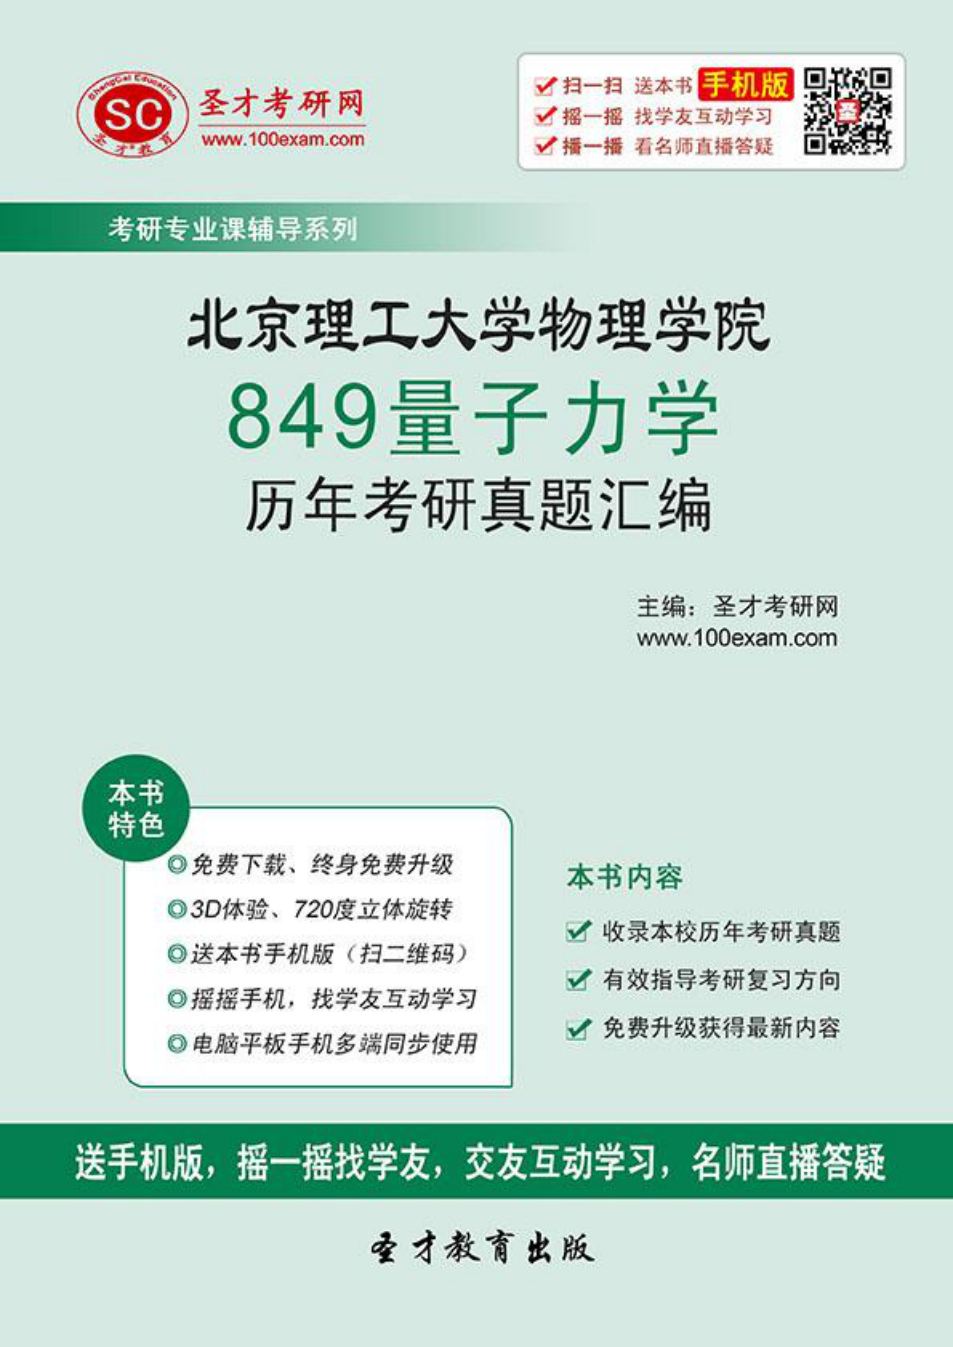 ShengCai Education
SC
圣才教育
圣才考研网
www.100exam.com
扫一扫 送本书 手机版
摇一摇 找学友互动学习
播一播 看名师直播答疑
圣
考研专业课辅导系列
北京理工大学物理学院
849量子力学
历年考研真题汇编
主编：圣才考研网
www.100exam.com
本书
特色
◎免费下载、终身免费升级
◎3D体验、720度立体旋转
◎送本书手机版（扫二维码）
◎摇摇手机，找学友互动学习
◎电脑平板手机多端同步使用
本书内容
收录本校历年考研真题
有效指导考研复习方向
免费升级获得最新内容
送手机版，摇一摇找学友，交友互动学习，名师直播答疑
圣才教育出版